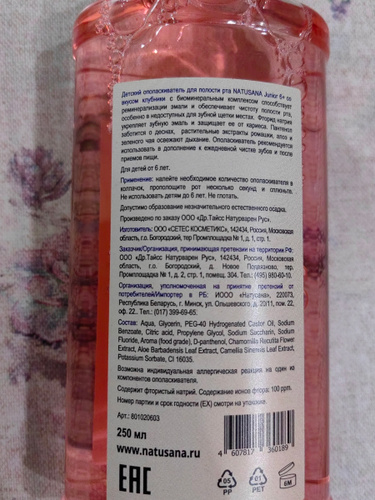 Детский ополаскиватель для полости рта NATUSANA Junior 6+ со
вкусом клубники с биоминеральным комплексом способствует
реминерализации эмали и обеспечивает чистоту полости рта,
особенно в недоступных для зубной щетки местах. Фторид натрия
укрепляет зубную эмаль и защищает ее от кариеса. Пантенол
заботится о деснах, растительные экстракты ромашки, алоэ и
зеленого чая освежают дыхание. Ополаскиватель рекомендуется
использовать в дополнение к ежедневной чистке зубов и после
приемов пищи.
Для детей от 6 лет.
Применение: налейте необходимое количество ополаскивателя в
колпачок, прополощите рот несколько секунд и сплюньте.
Не использовать детям до 6 лет. Не глотать.
Допустимо образование незначительного естественного осадка.
Произведено по заказу ООО «Др.Тайсс Натурварен Рус».
Изготовитель: ООО «СЕТЕС КОСМЕТИКС», 142434, Россия, Московская
обл., г.о. Богородский, тер Промплощадка № 1, д. 1, стр. 1.
Заказчик/Организация, принимающая претензии на территории РФ:
ООО «Др.Тайсс Натурварен Рус», 142434, Россия, Московская
обл., г.о. Богородский, д. Новое Подвязново, тер.
Промплощадка № 1, д. 2, стр. 1, помещ. 304. Тел.: (495) 980-60-10.
Организация, уполномоченная на принятие претензий от
потребителей/Импортер в РБ: ИООО «Натусана», 220073,
Республика Беларусь, г. Минск, ул. Ольшевского, д. 20/11, пом. 22,
оф. 22.. Тел.: (017) 399-69-65.
Состав: Aqua, Glycerin, PEG-40 Hydrogenated Castor Oil, Sodium
Benzoate, Citric acid, Propylene Glycol, Sodium Saccharin, Sodium
Fluoride, Aroma (food grade), D-panthenol, Chamomilla Recutita Flower
Extract, Aloe Barbadensis Leaf Extract, Camellia Sinensis Leaf Extract,
Potassium Chloride.
Возможна индивидуальная аллергическая реакция на один из
компонентов ополаскивателя.
Содержит фтористый натрий. Содержание ионов фтора: 100 ppm.
Номер партии и срок годности (EX) смотри на упаковке.
Арт.: 801020603
250 мл
www.natusana.ru
4 607817 360189
EAC
05
PP
01
PET
6M